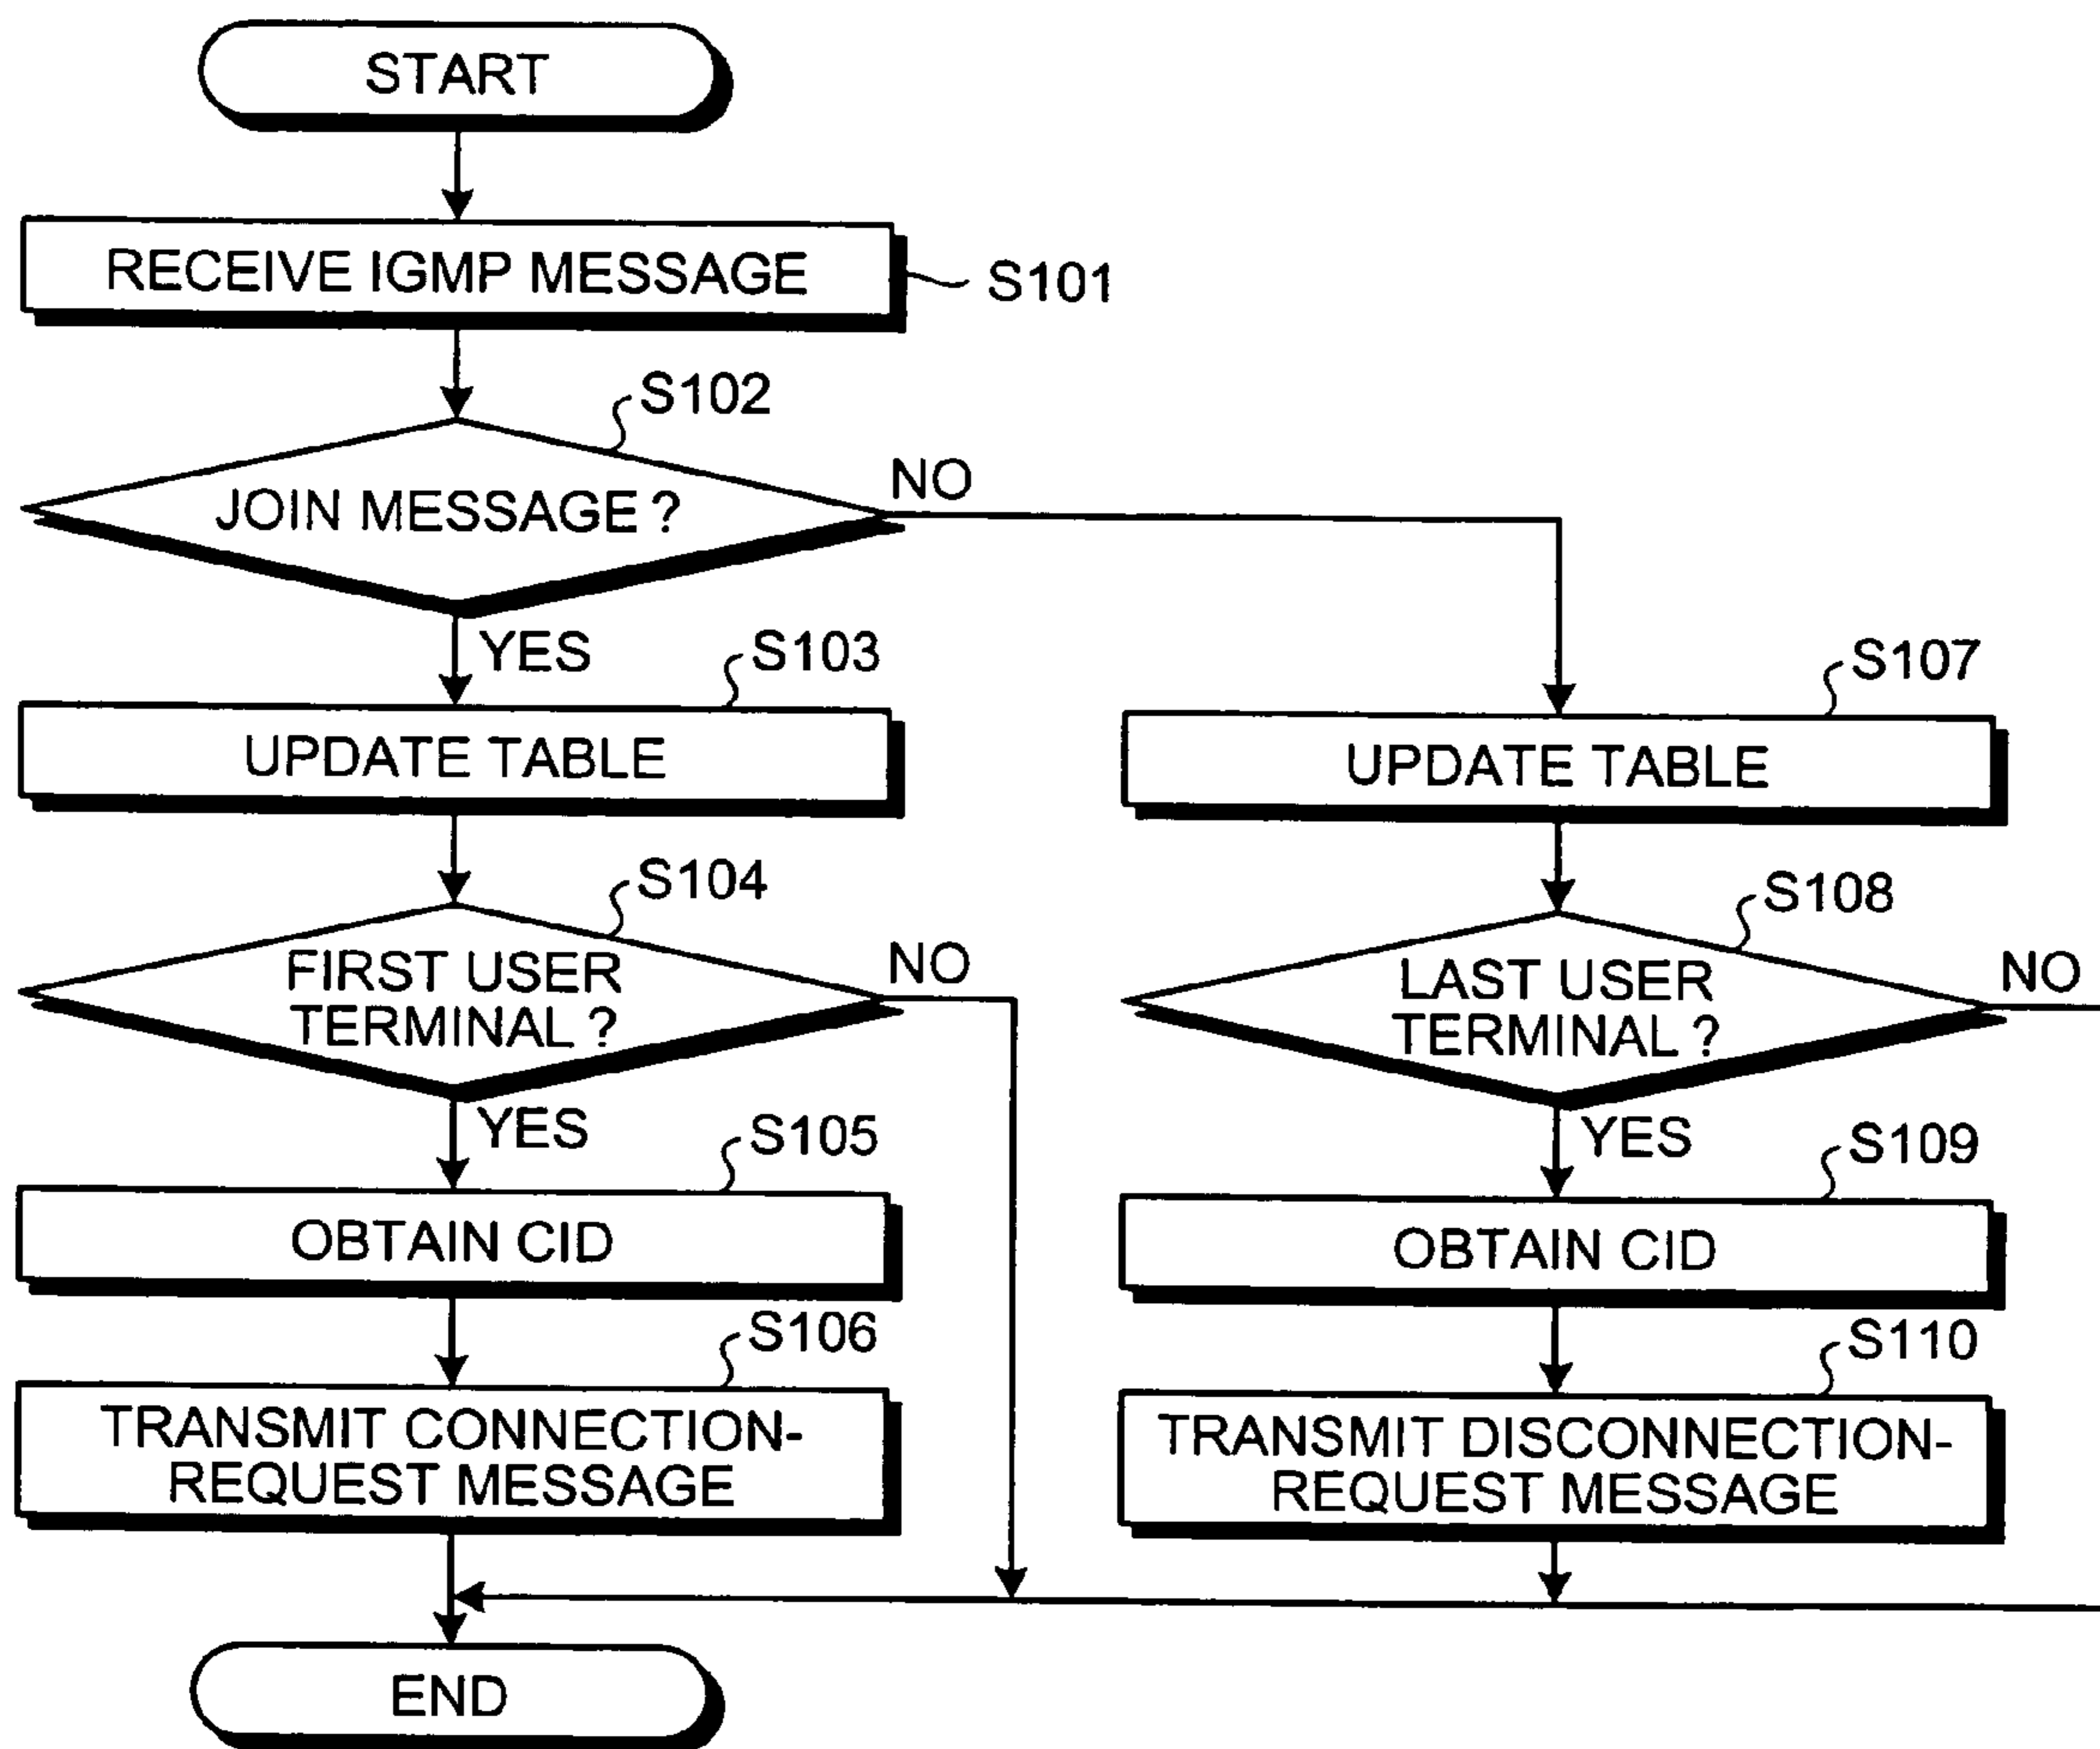 START
RECEIVE IGMP MESSAGE
S101
S102
JOIN MESSAGE ?
NO
YES
S103
UPDATE TABLE
S104
FIRST USER
TERMINAL ?
NO
YES
S105
OBTAIN CID
S106
TRANSMIT CONNECTION-
REQUEST MESSAGE
S107
UPDATE TABLE
S108
LAST USER
TERMINAL ?
NO
YES
S109
OBTAIN CID
S110
TRANSMIT DISCONNECTION-
REQUEST MESSAGE
END